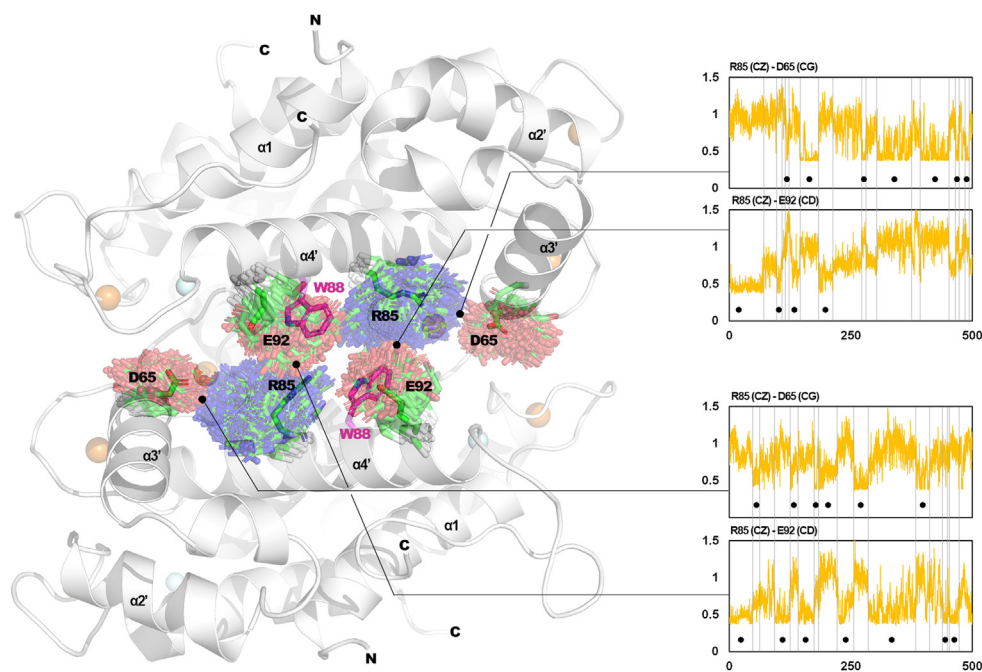 N
C
C
α1
α2'
α3'
α4'
W88
R85
E92
D65
D65
R85
E92
W88
α3'
α4'
α1
C
α2'
C
N
R85 (CZ) - D65 (CG)
1.5
1
0.5
0
R85 (CZ) - E92 (CD)
1.5
1
0.5
0
0
250
500
R85 (CZ) - D65 (CG)
1.5
1
0.5
0
R85 (CZ) - E92 (CD)
1.5
1
0.5
0
0
250
500